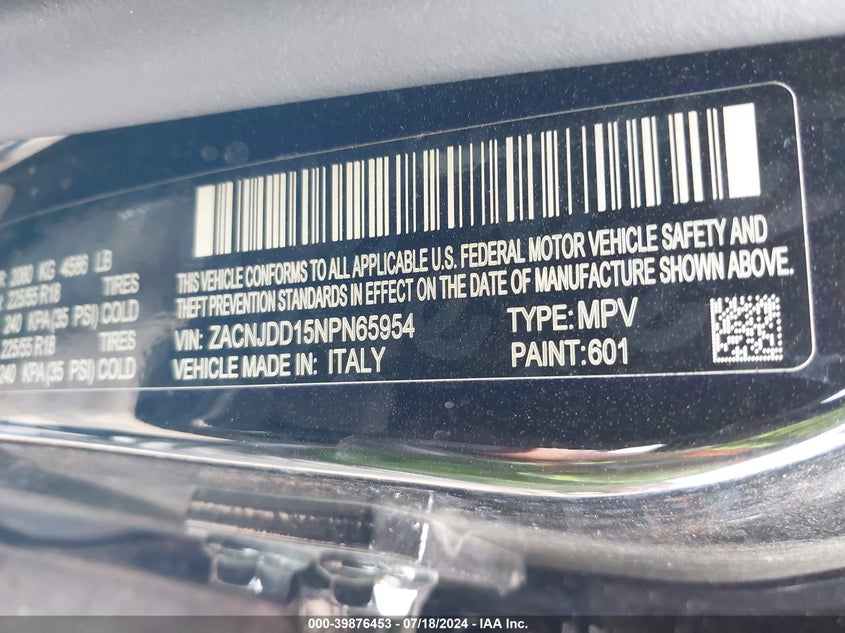 2080 KG 4586 LB
225/55 R18 TIRES
240 KPA(35 PSI) COLD
225/55 R18 TIRES
240 KPA(35 PSI) COLD
THIS VEHICLE CONFORMS TO ALL APPLICABLE U.S. FEDERAL MOTOR VEHICLE SAFETY AND
THEFT PREVENTION STANDARDS IN EFFECT ON THE DATE OF MANUFACTURE SHOWN ABOVE.
VIN: ZACNJDD15NPN65954 TYPE: MPV
VEHICLE MADE IN: ITALY PAINT:601
000-39876453 - 07/18/2024 - IAA Inc.